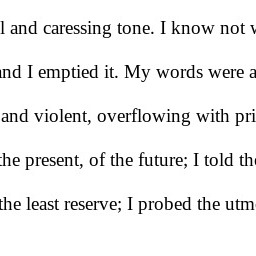 l and caressing tone. I know not
and I emptied it. My words were a
and violent, overflowing with pri
the present, of the future; I told the
the least reserve; I probed the utm